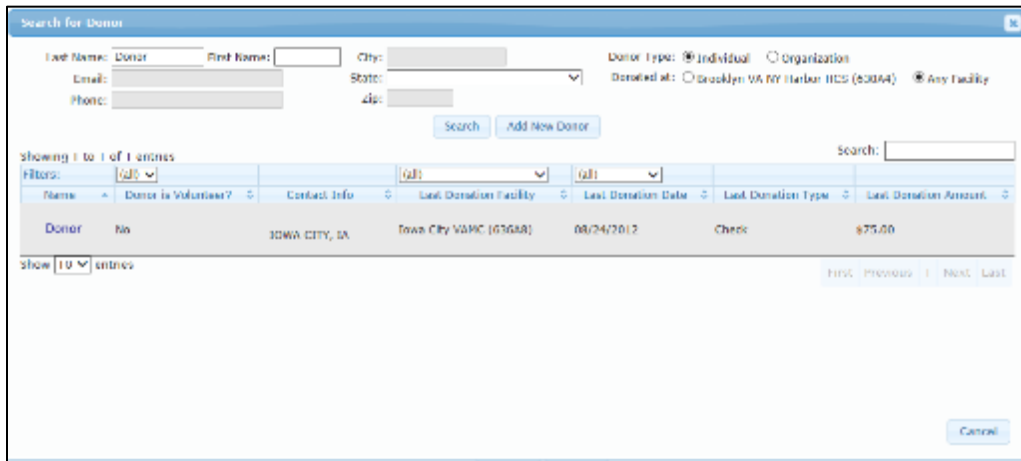 Search for Donor
Last Name: Donor First Name: City: Donor Type: Individual Organization
Email: State: Donated at: Brooklyn VA NY Harbor HCS (630A4) Any Facility
Phone: Zip:
Search Add New Donor
Showing 1 to 1 of 1 entries Search:
Filters: (all) (all) (all)
Name Donor is Volunteer? Contact Info Last Donation Facility Last Donation Date Last Donation Type Last Donation Amount
Donor No IOWA CITY, IA Iowa City VAMC (636A8) 08/24/2012 Check $75.00
Show 10 entries
First Previous 1 Next Last
Cancel